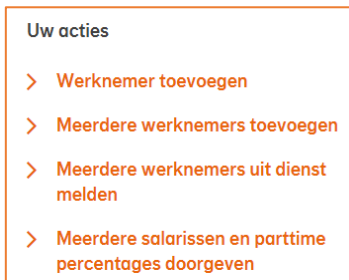 Uw acties
Werknemer toevoegen
Meerdere werknemers toevoegen
Meerdere werknemers uit dienst
melden
Meerdere salarissen en parttime
percentages doorgeven